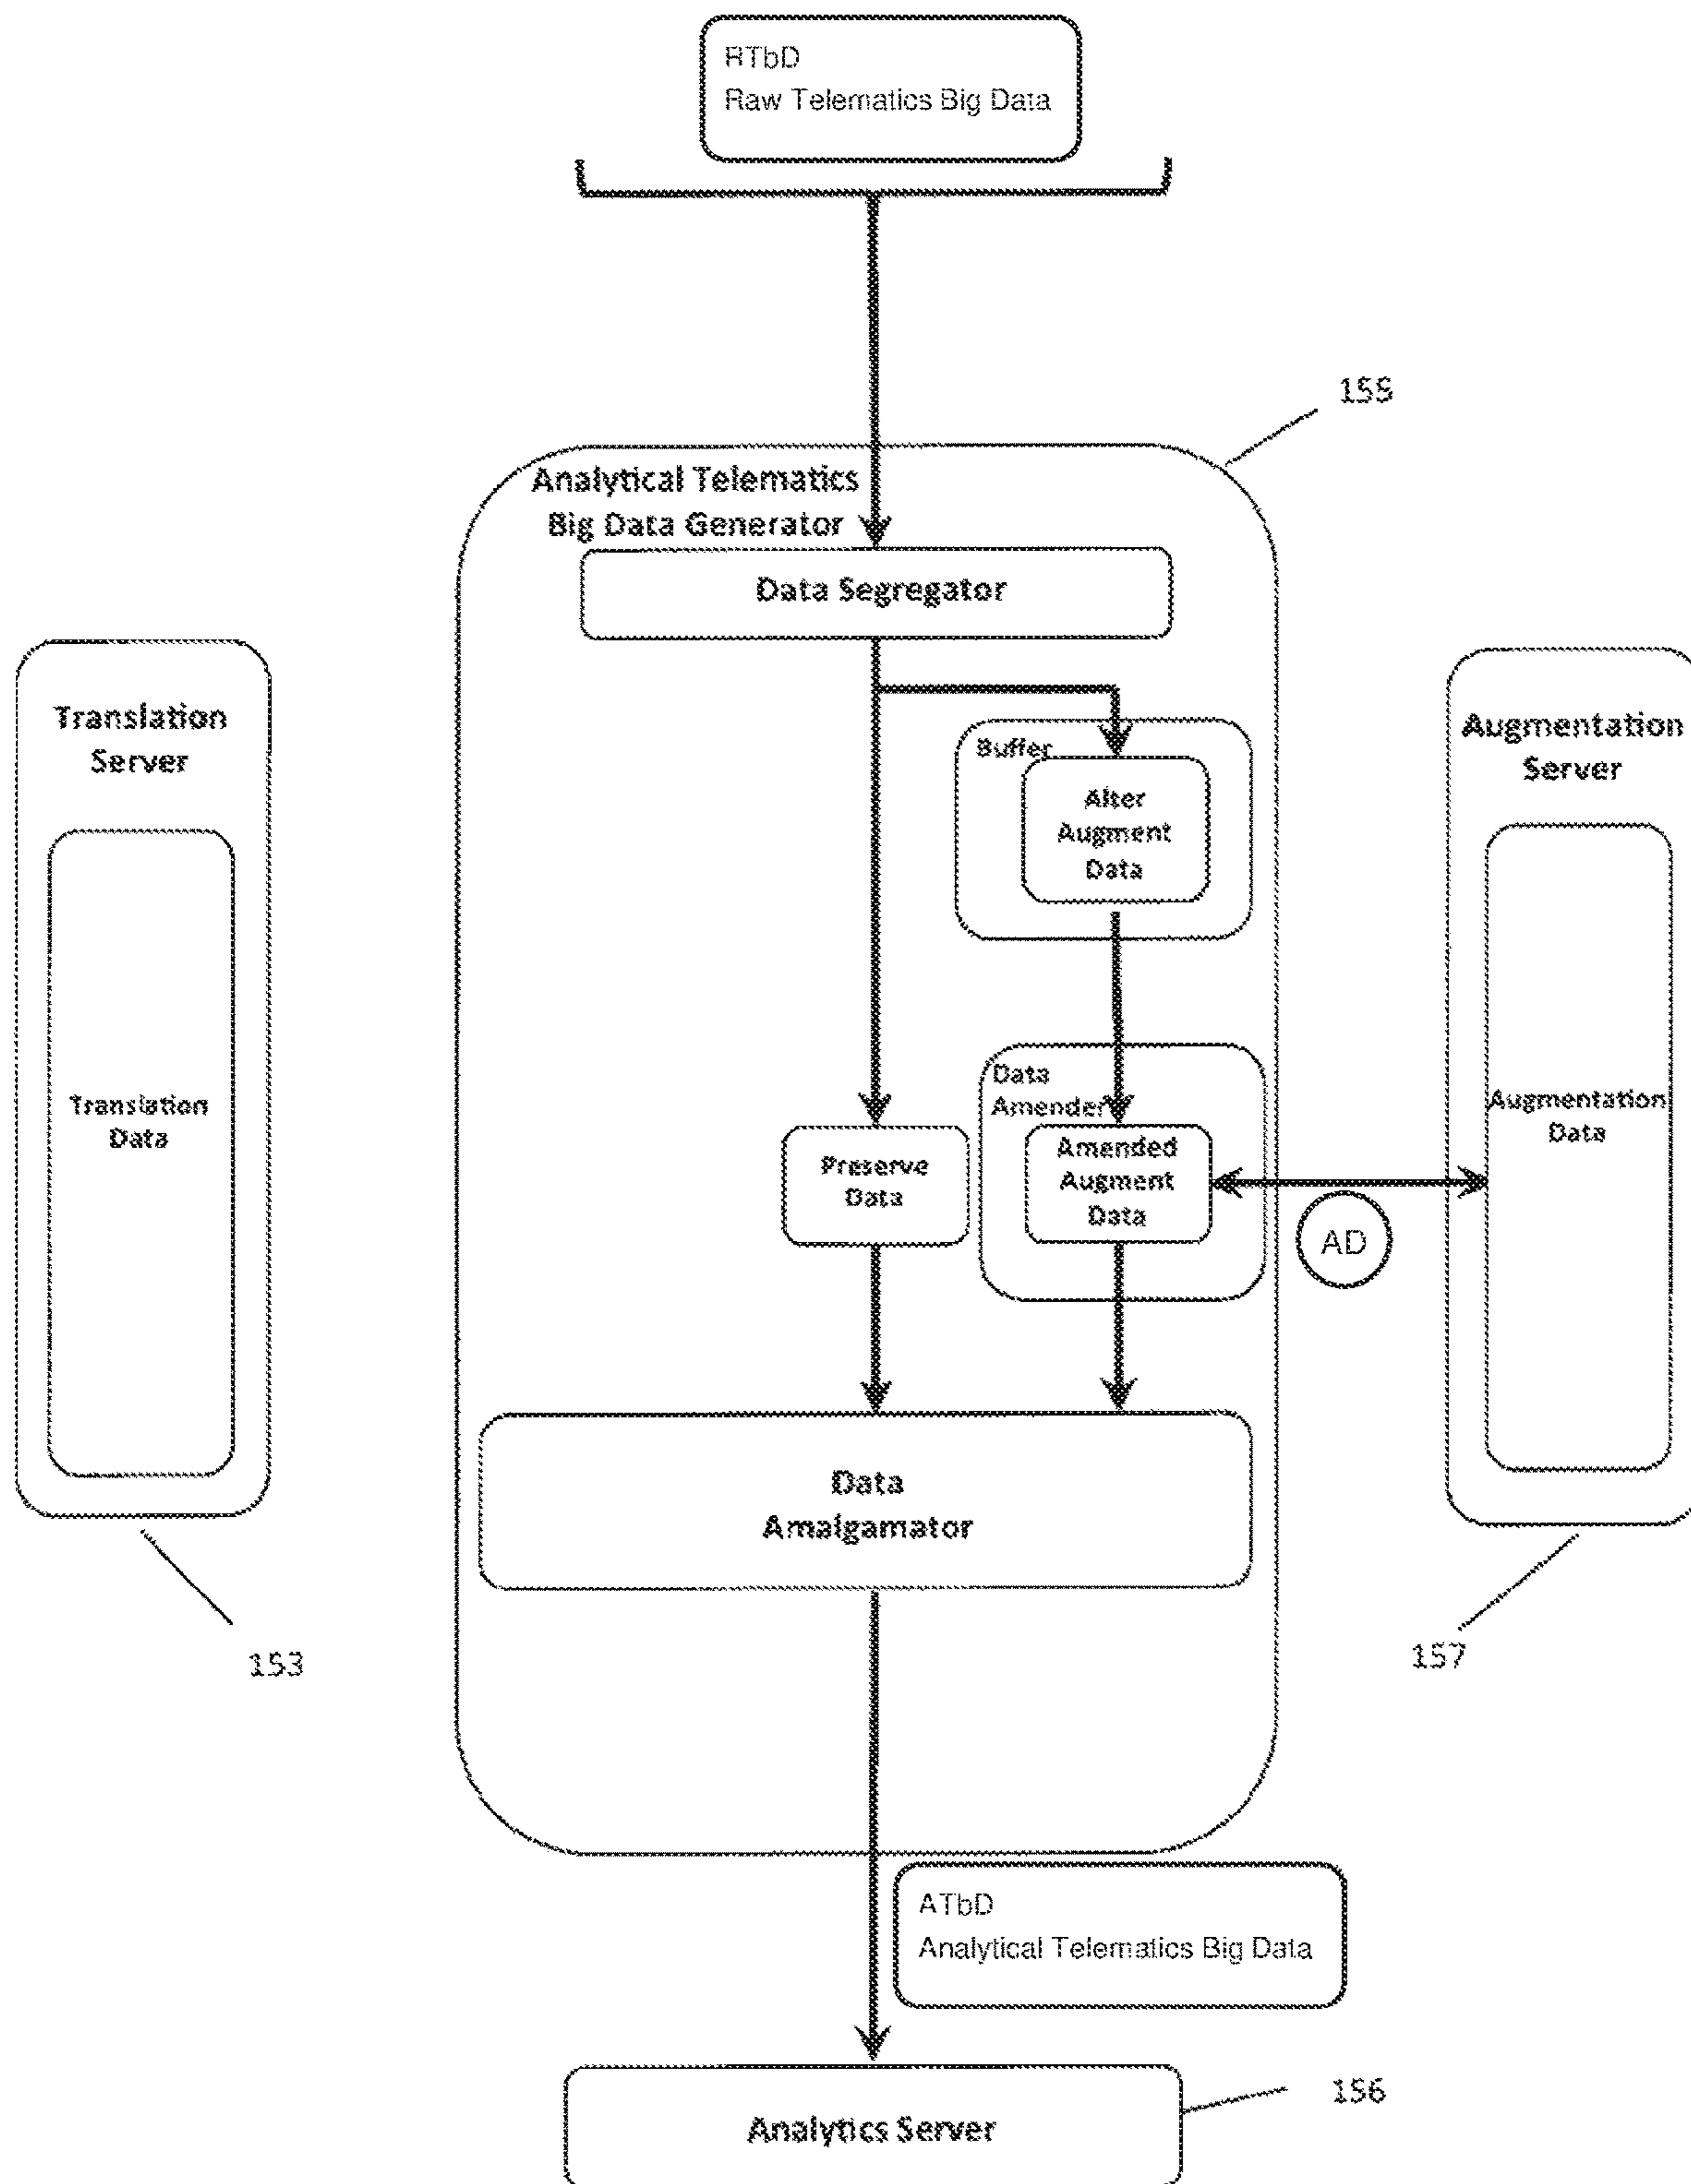 RTbD
Raw Telematics Big Data
155
Analytical Telematics
Big Data Generator
Data Segregator
Translation
Server
Translation
Data
153
Buffer
Alter
Augment
Data
Data
Amender
Amended
Augment
Data
Preserve
Data
AD
Augmentation
Server
Augmentation
Data
157
Data
Amalgamator
ATbD
Analytical Telematics Big Data
Analytics Server
156